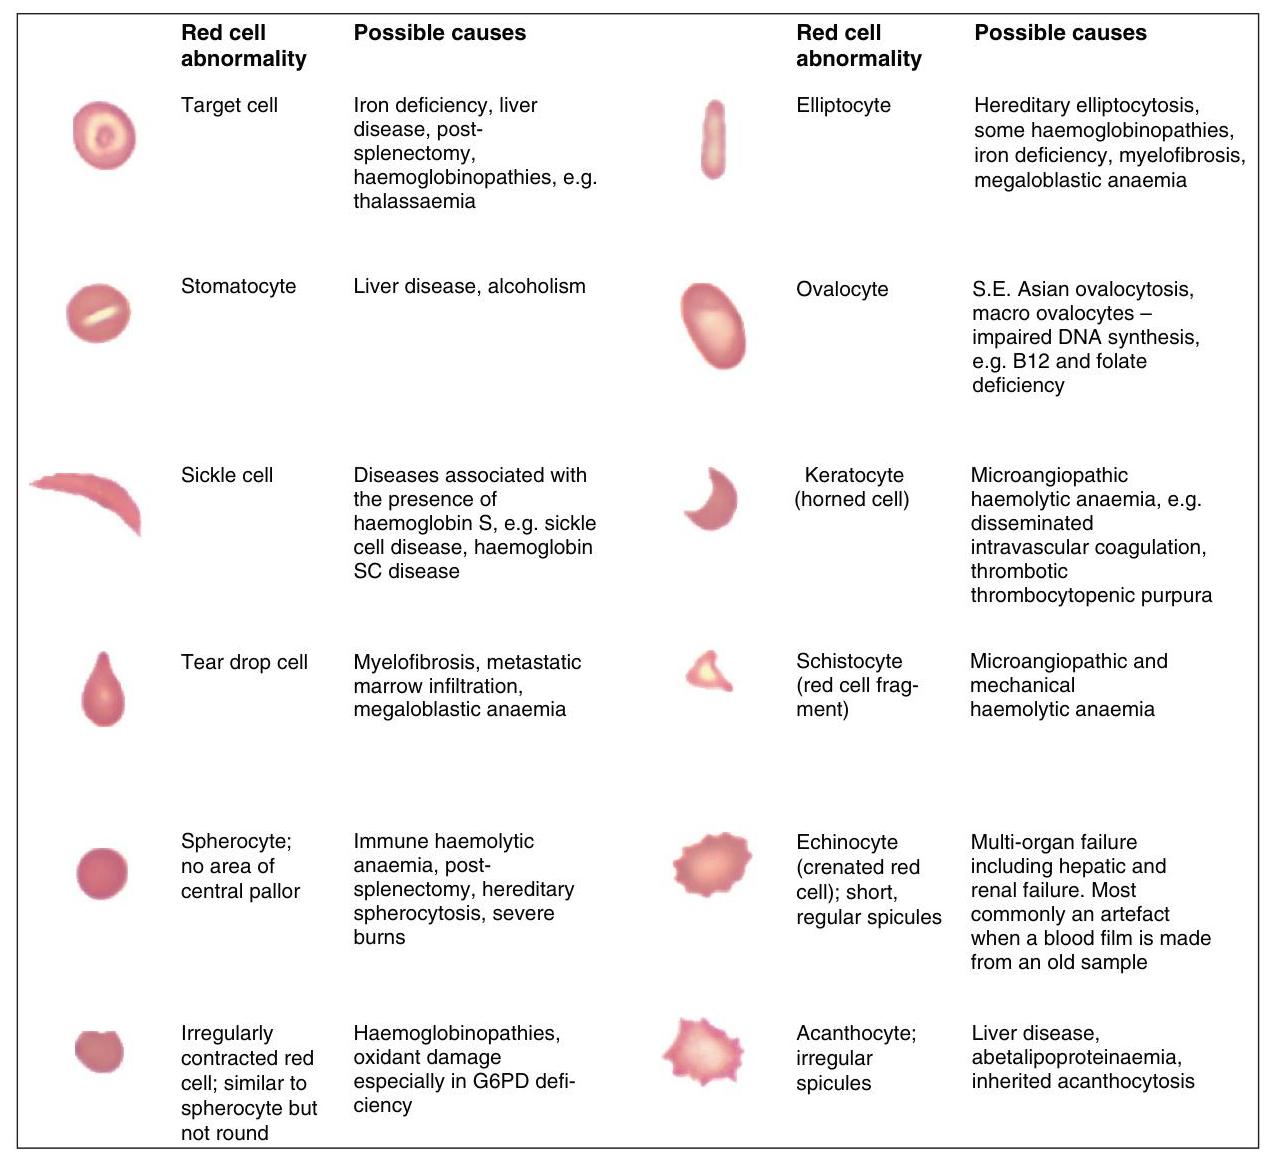 Red cell
abnormality
Possible causes
Target cell
Iron deficiency, liver
disease, post-
splenectomy,
haemoglobinopathies, e.g.
thalassaemia
Stomatocyte
Liver disease, alcoholism
Sickle cell
Diseases associated with
the presence of
haemoglobin S, e.g. sickle
cell disease, haemoglobin
SC disease
Tear drop cell
Myelofibrosis, metastatic
marrow infiltration,
megaloblastic anaemia
Spherocyte;
no area of
central pallor
Immune haemolytic
anaemia, post-
splenectomy, hereditary
spherocytosis, severe
burns
Irregularly
contracted red
cell; similar to
spherocyte but
not round
Haemoglobinopathies,
oxidant damage
especially in G6PD defi-
ciency
Red cell
abnormality
Possible causes
Elliptocyte
Hereditary elliptocytosis,
some haemoglobinopathies,
iron deficiency, myelofibrosis,
megaloblastic anaemia
Ovalocyte
S.E. Asian ovalocytosis,
macro ovalocytes –
impaired DNA synthesis,
e.g. B12 and folate
deficiency
Keratocyte
(horned cell)
Microangiopathic
haemolytic anaemia, e.g.
disseminated
intravascular coagulation,
thrombotic
thrombocytopenic purpura
Schistocyte
(red cell frag-
ment)
Microangiopathic and
mechanical
haemolytic anaemia
Echinocyte
(crenated red
cell); short,
regular spicules
Multi-organ failure
including hepatic and
renal failure. Most
commonly an artefact
when a blood film is made
from an old sample
Acanthocyte;
irregular
spicules
Liver disease,
abetalipoproteinaemia,
inherited acanthocytosis